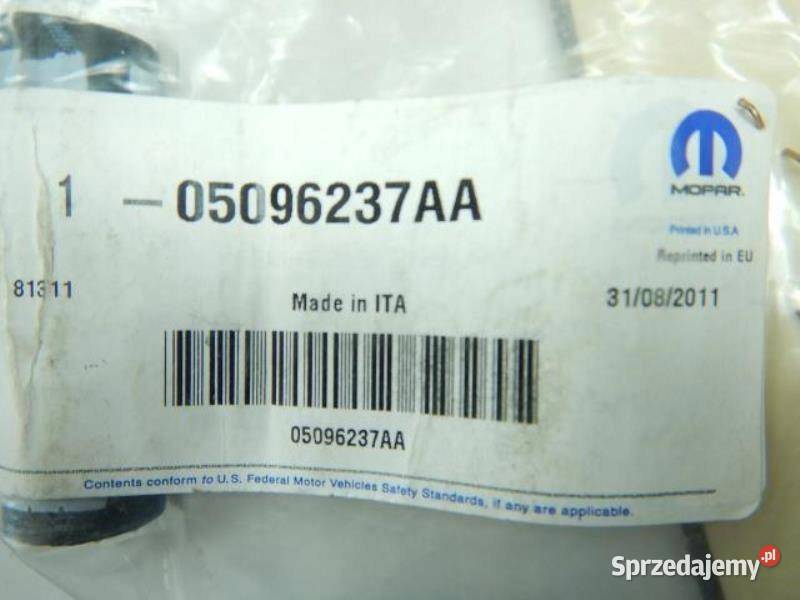 MOPAR.
1 — 05096237AA
Printed in U.S.A
Reprinted in EU
81311
Made in ITA
31/08/2011
05096237AA
Contents conform to U.S. Federal Motor Vehicles Safety Standards, if any are applicable.
Sprzedajemy.pl